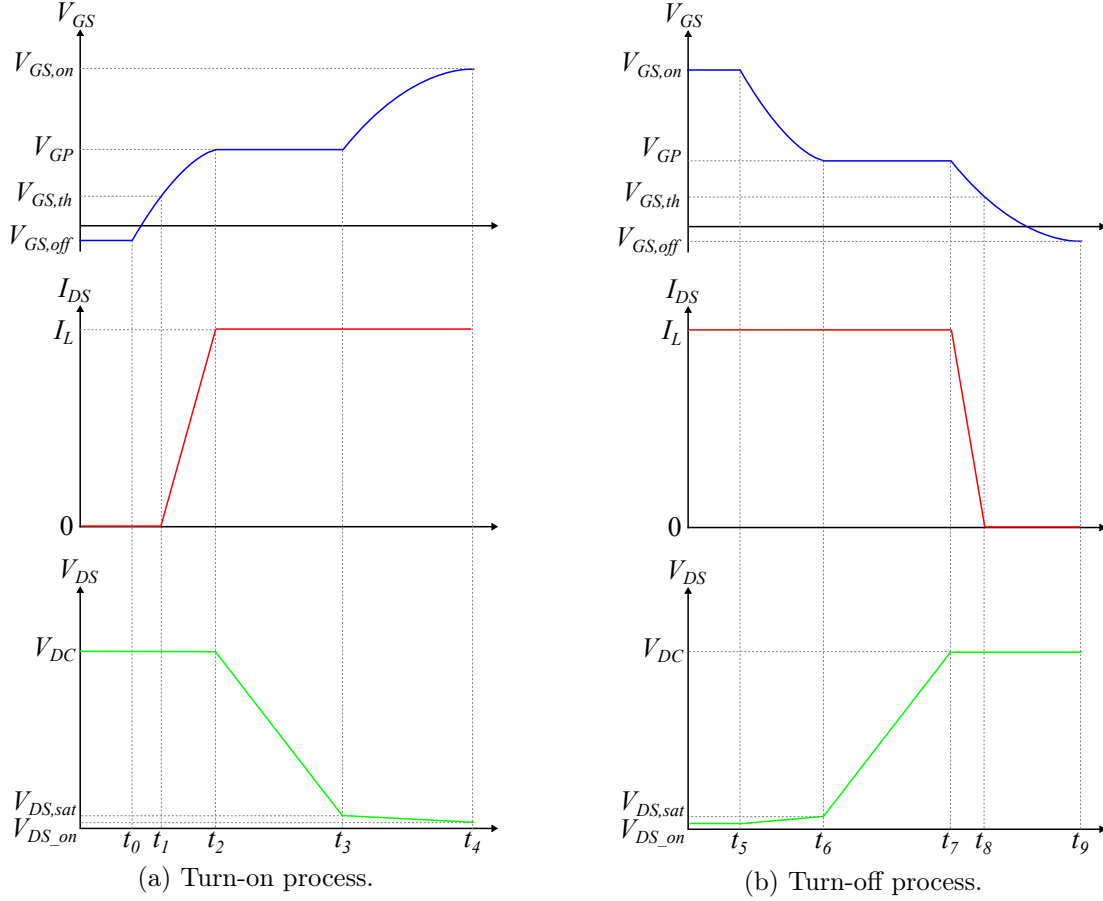 V_GS
V_GS,on
V_GP
V_GS,th
V_GS,off
I_DS
I_L
0
V_DS
V_DC
V_DS,sat
V_DS_on
t_0 t_1 t_2 t_3 t_4
(a) Turn-on process.
V_GS
V_GS,on
V_GP
V_GS,th
V_GS,off
I_DS
I_L
0
V_DS
V_DC
V_DS,sat
V_DS_on
t_5 t_6 t_7 t_8 t_9
(b) Turn-off process.